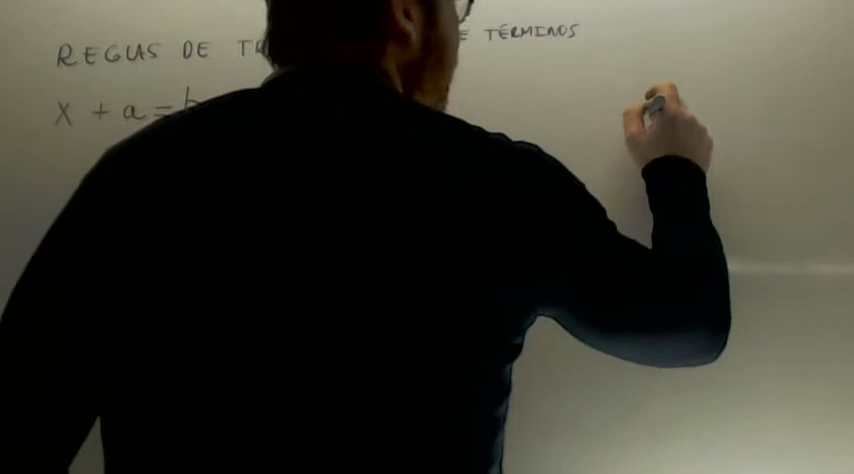 REGLAS DE TR E TÉRMINOS
x + a = b